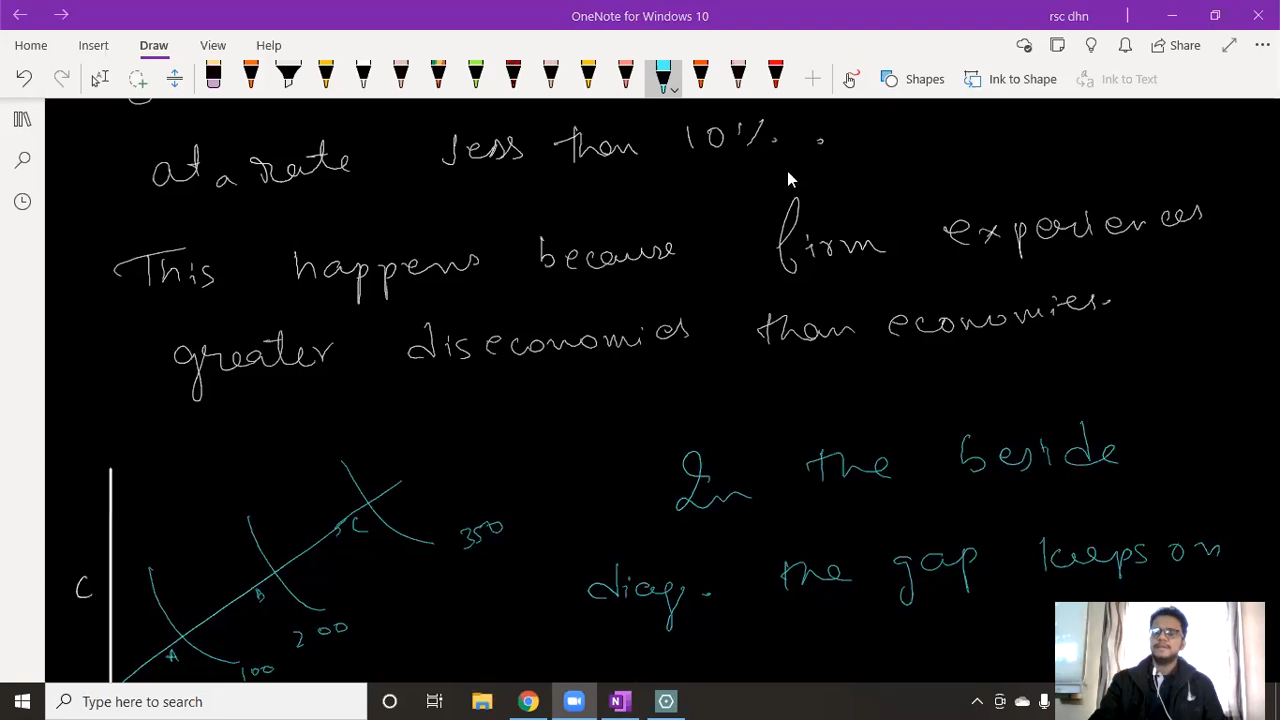 OneNote for Windows 10
rsc dhn
Home Insert Draw View Help
Share
Shapes
Ink to Shape
Ink to Text
at a rate less than 10%.
This happens because firm experiences
greater diseconomies than economies.
In the beside
diag. the gap keeps on
C
A
B
C
100
200
350
Type here to search